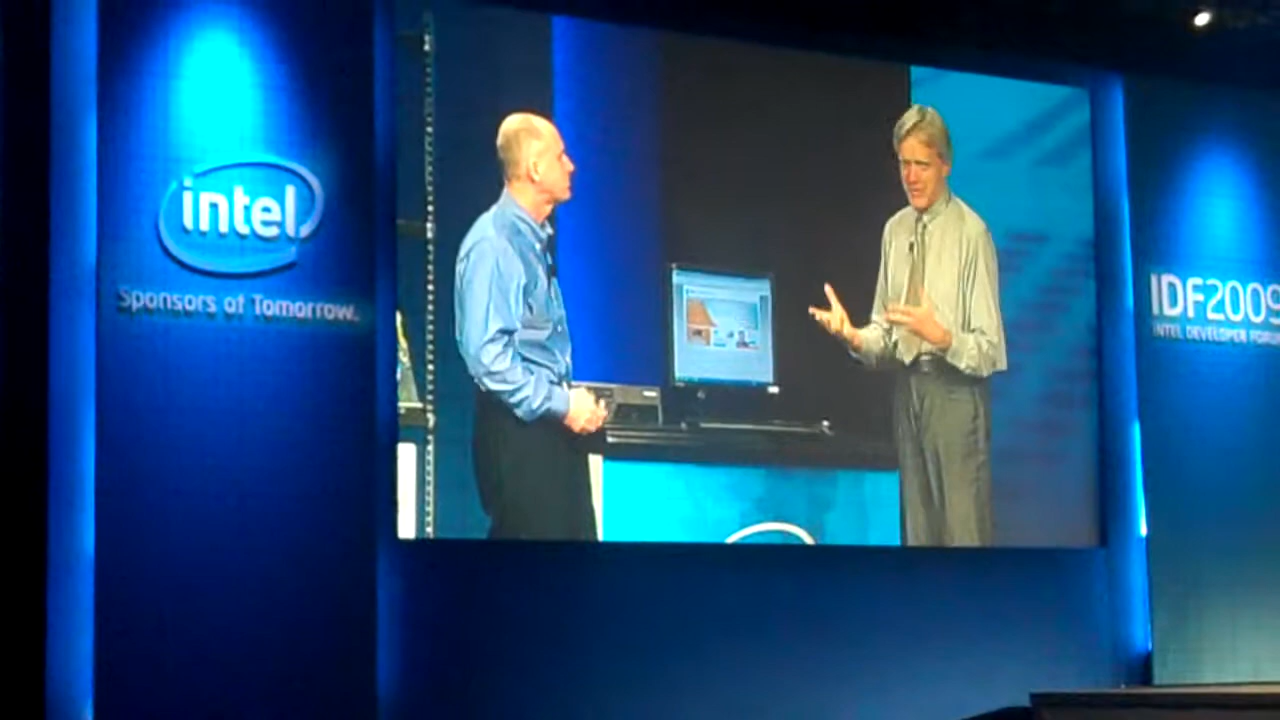 intel
Sponsors of Tomorrow.
IDF2009
INTEL DEVELOPER FORUM